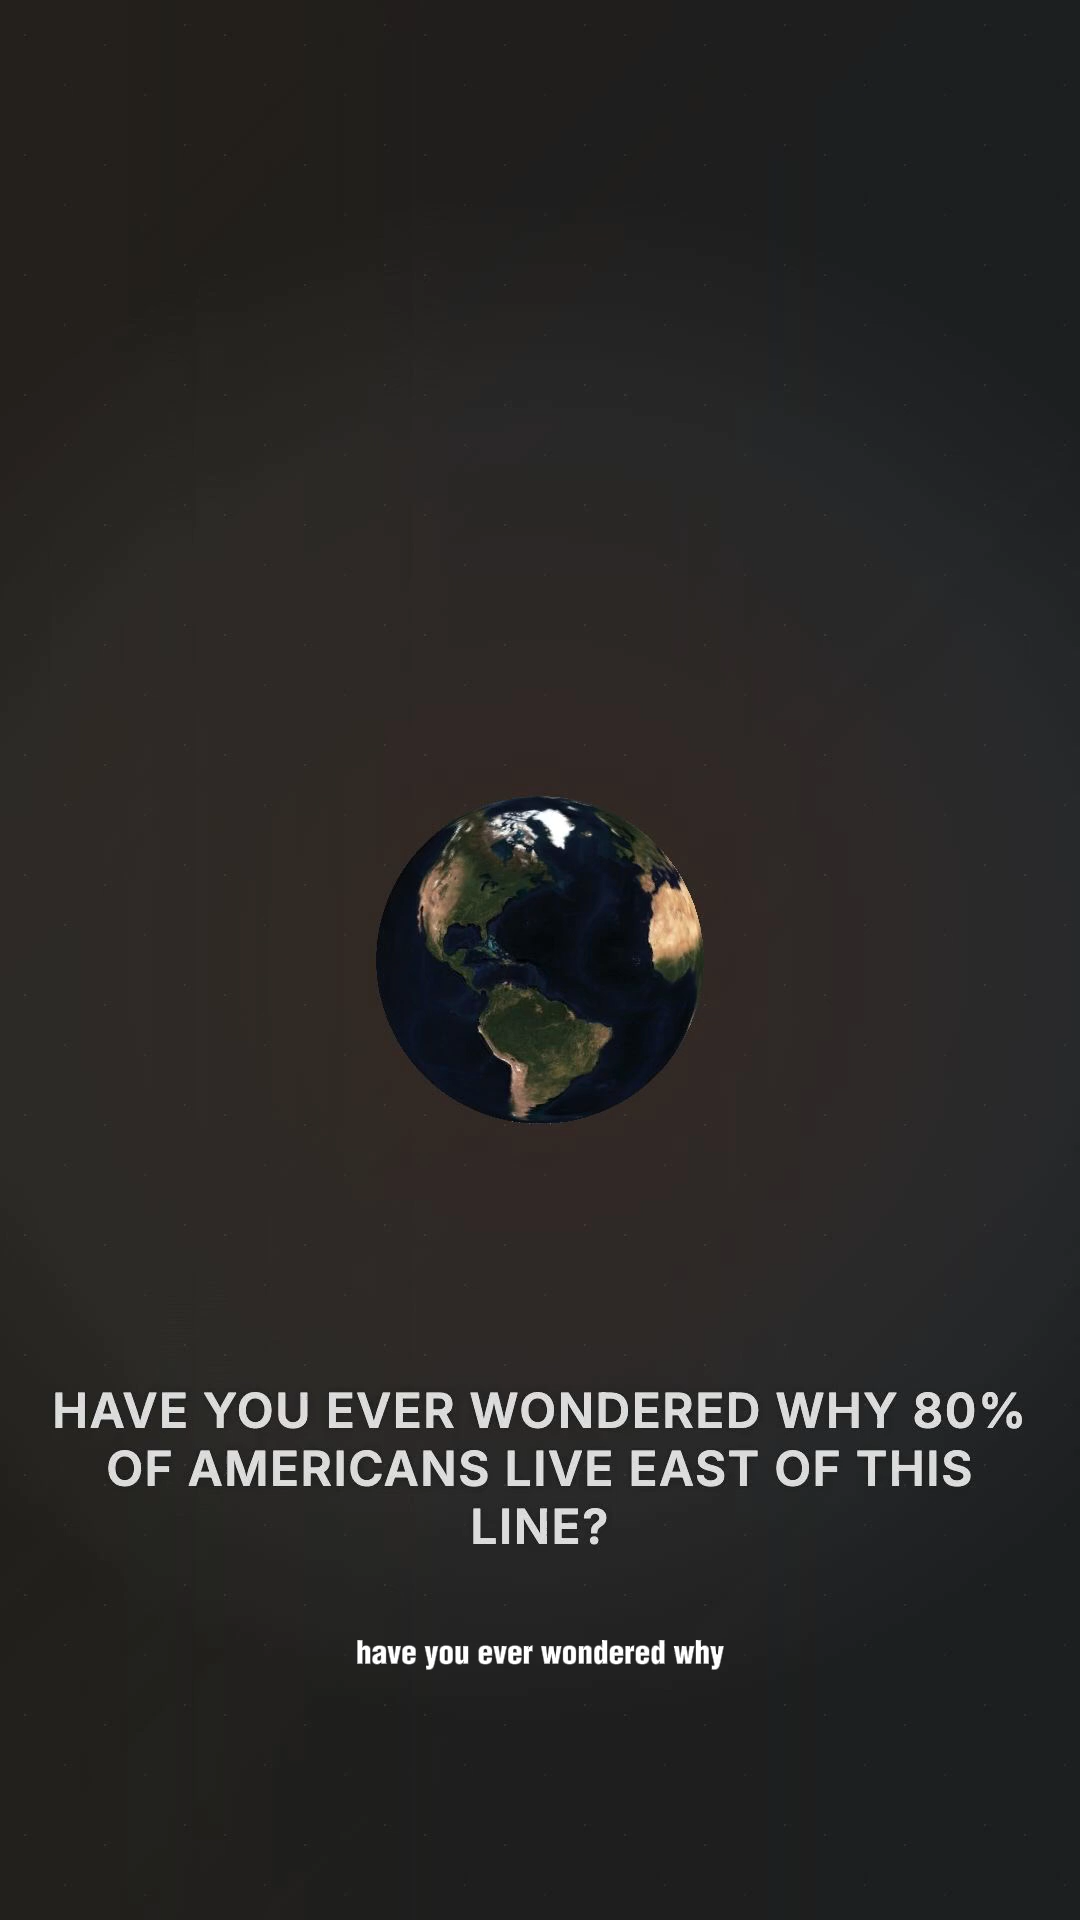 HAVE YOU EVER WONDERED WHY 80%
OF AMERICANS LIVE EAST OF THIS
LINE?
have you ever wondered why